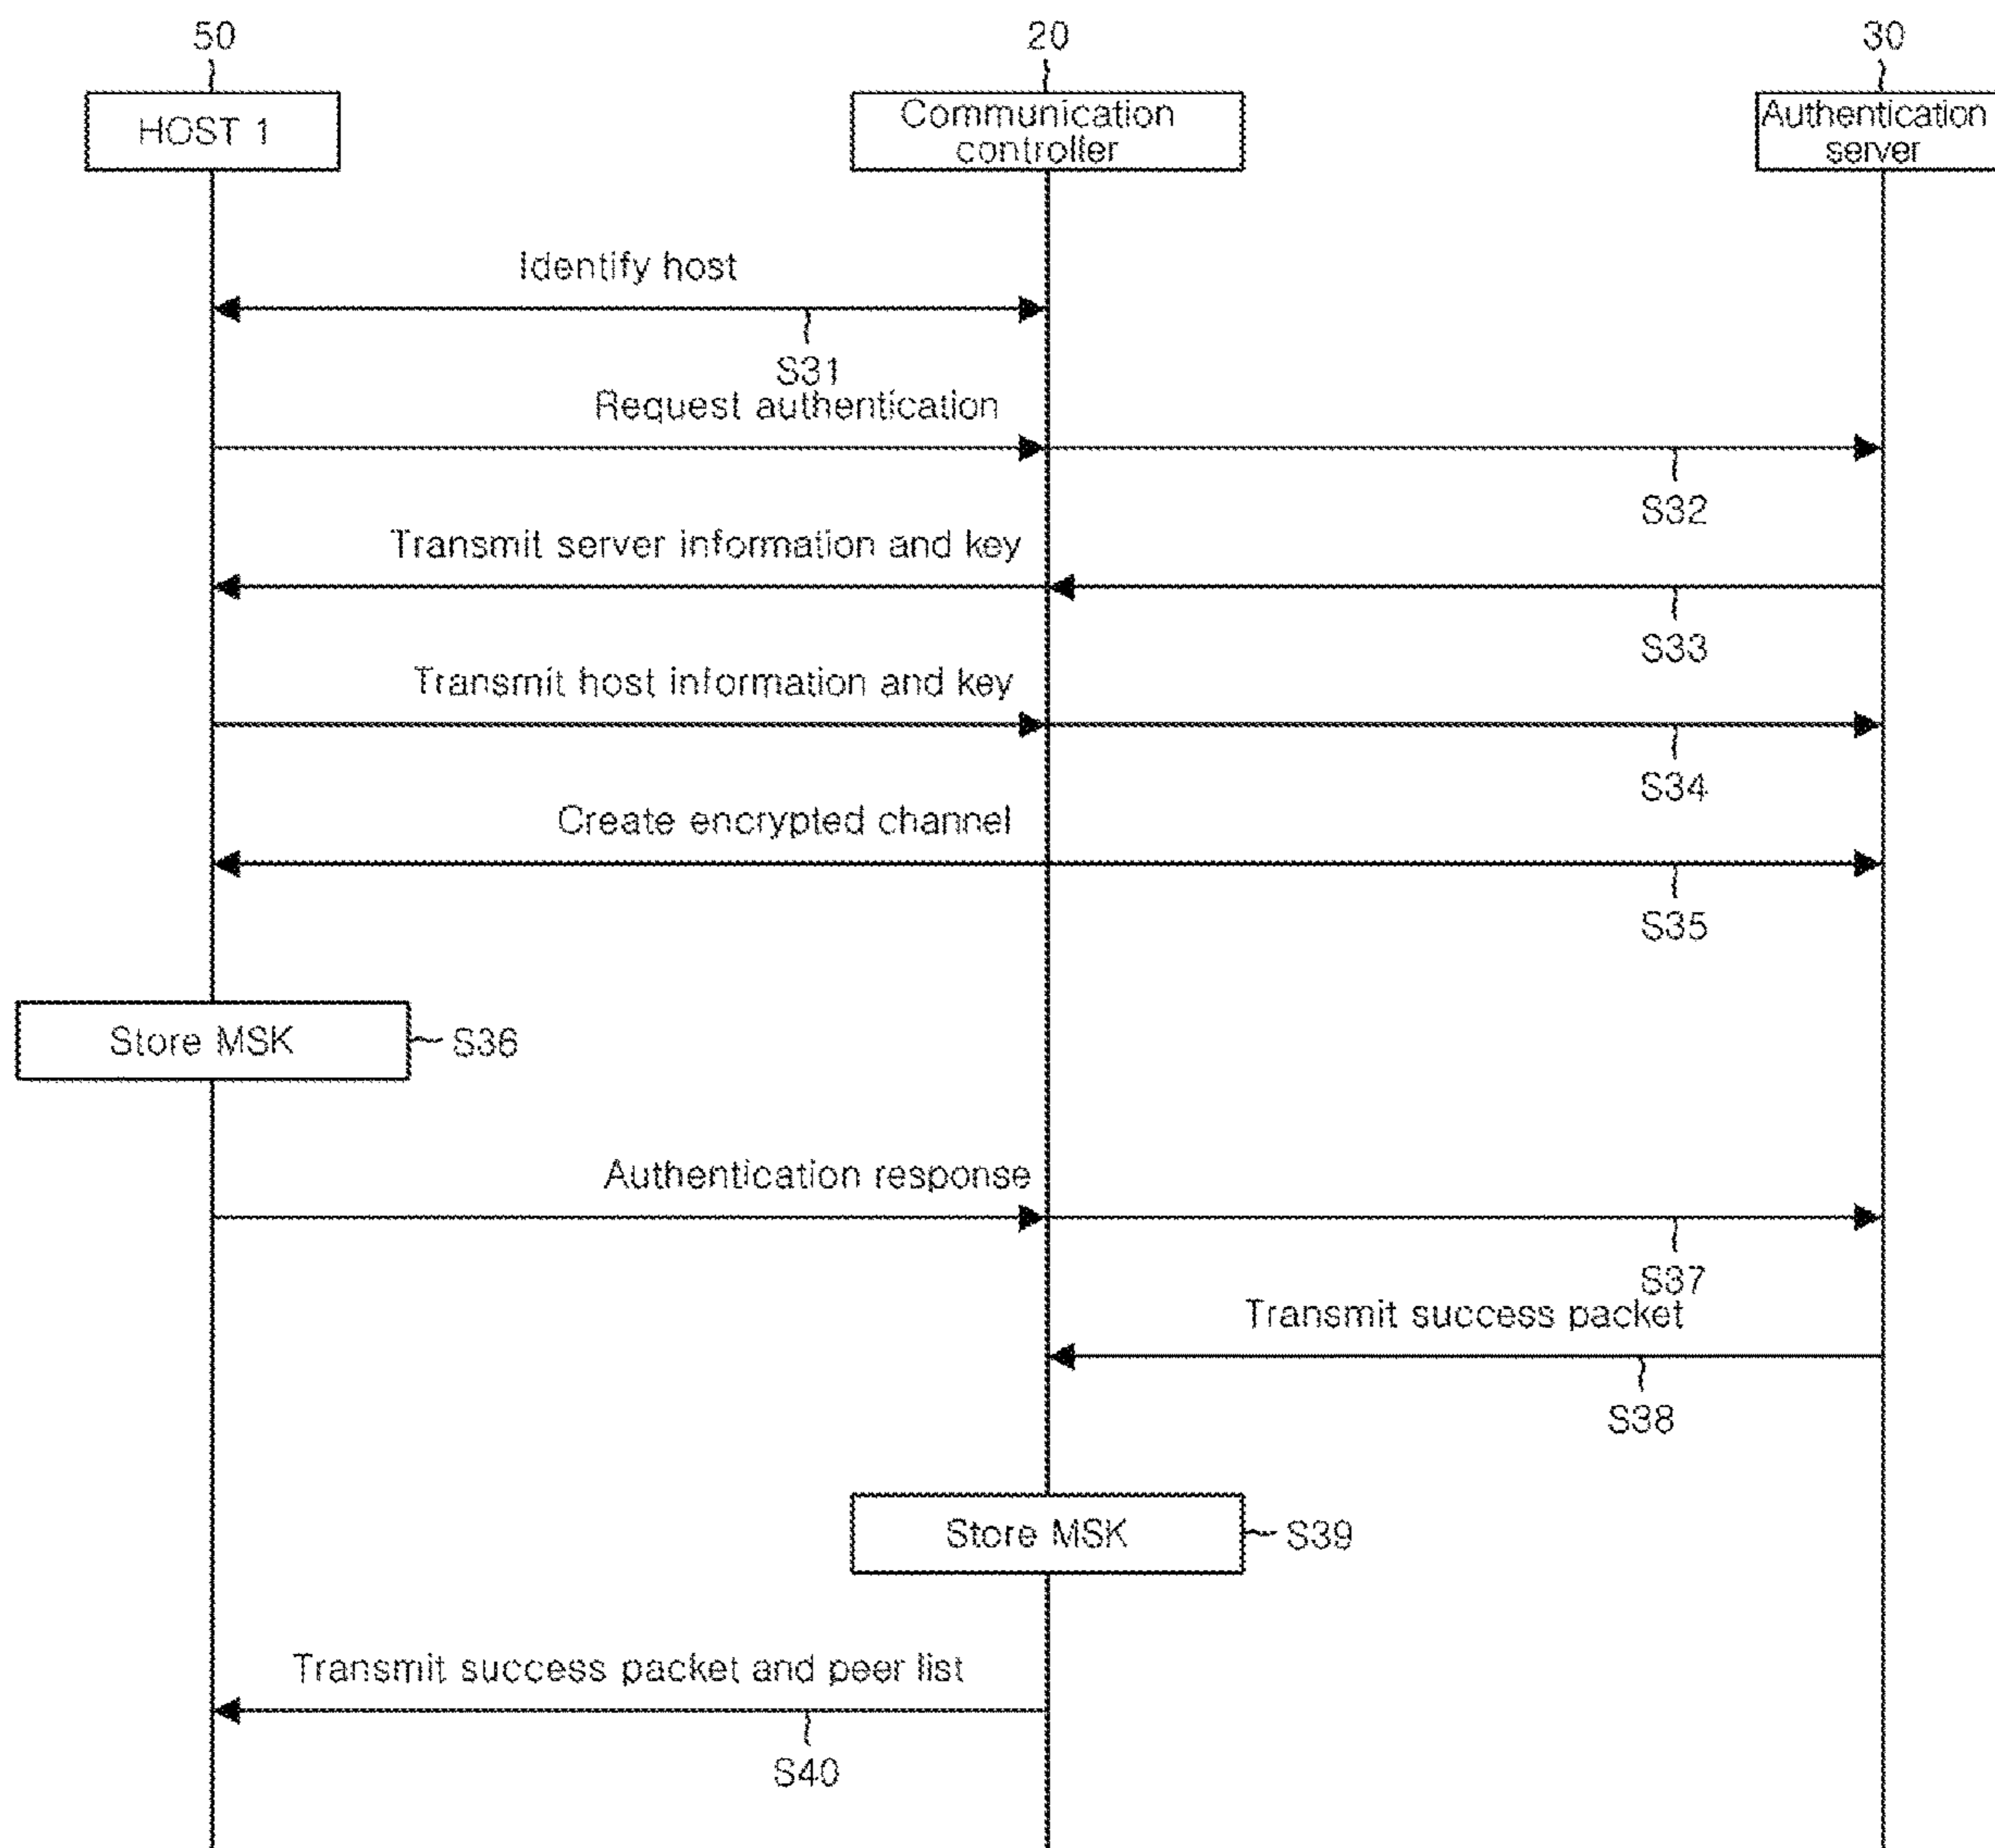 50
20
30
HOST 1
Communication
controller
Authentication
server
Identify host
S31
Request authentication
S32
Transmit server information and key
S33
Transmit host information and key
S34
Create encrypted channel
S35
Store MSK
S36
Authentication response
S37
Transmit success packet
S38
Store MSK
S39
Transmit success packet and peer list
S40